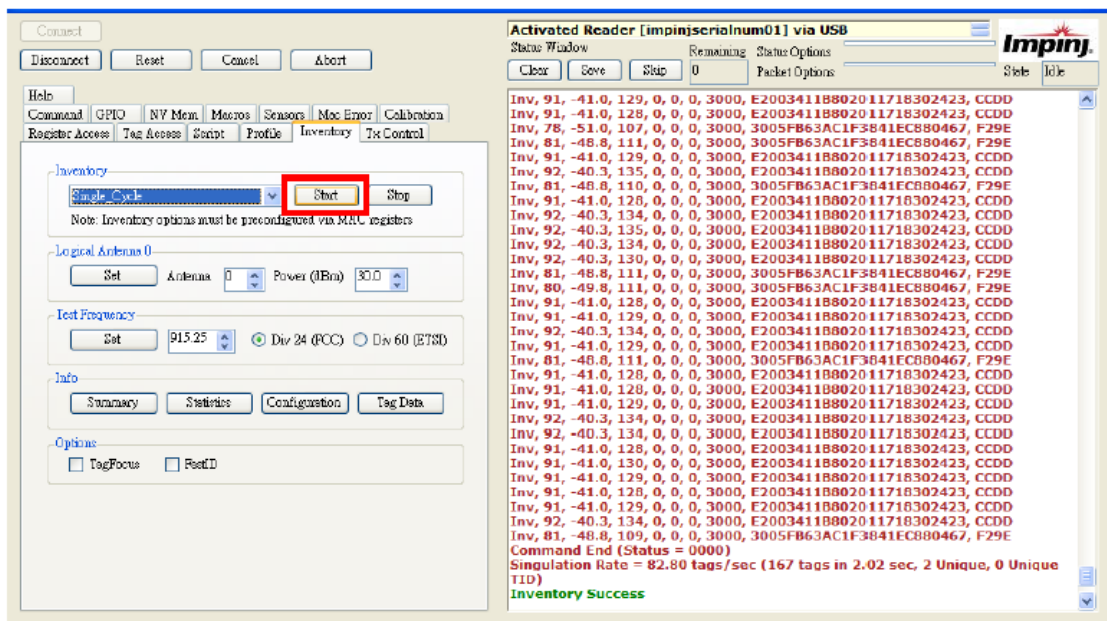 Connect
Disconnect Reset Cancel Abort
Help
Command GPIO NV Mem Macros Sensors Mac Error Calibration
Register Access Tag Access Script Profile Inventory Tx Control
Inventory
Single_Cycle Start Stop
Note: Inventory options must be preconfigured via MAC registers
Logical Antenna 0
Set Antenna 0 Power (dBm) 30.0
Test Frequency
Set 915.25 Div 24 (FCC) Div 60 (ETSI)
Info
Summary Statistics Configuration Tag Data
Options
TagFocus FastID
Activated Reader [impinjserialnum01] via USB
Status Window Remaining Status Options
Clear Save Skip 0 Packet Options
Impinj.
State Idle
Inv, 91, -41.0, 129, 0, 0, 0, 3000, E2003411B802011718302423, CCDD
Inv, 91, -41.0, 128, 0, 0, 0, 3000, E2003411B802011718302423, CCDD
Inv, 78, -51.0, 107, 0, 0, 0, 3000, 3005FB63AC1F3841EC880467, F29E
Inv, 81, -48.8, 111, 0, 0, 0, 3000, 3005FB63AC1F3841EC880467, F29E
Inv, 91, -41.0, 129, 0, 0, 0, 3000, E2003411B802011718302423, CCDD
Inv, 92, -40.3, 135, 0, 0, 0, 3000, E2003411B802011718302423, CCDD
Inv, 81, -48.8, 110, 0, 0, 0, 3000, 3005FB63AC1F3841EC880467, F29E
Inv, 91, -41.0, 128, 0, 0, 0, 3000, E2003411B802011718302423, CCDD
Inv, 92, -40.3, 134, 0, 0, 0, 3000, E2003411B802011718302423, CCDD
Inv, 92, -40.3, 135, 0, 0, 0, 3000, E2003411B802011718302423, CCDD
Inv, 92, -40.3, 134, 0, 0, 0, 3000, E2003411B802011718302423, CCDD
Inv, 92, -40.3, 130, 0, 0, 0, 3000, E2003411B802011718302423, CCDD
Inv, 81, -48.8, 111, 0, 0, 0, 3000, 3005FB63AC1F3841EC880467, F29E
Inv, 80, -49.8, 111, 0, 0, 0, 3000, 3005FB63AC1F3841EC880467, F29E
Inv, 91, -41.0, 128, 0, 0, 0, 3000, E2003411B802011718302423, CCDD
Inv, 91, -41.0, 129, 0, 0, 0, 3000, E2003411B802011718302423, CCDD
Inv, 92, -40.3, 134, 0, 0, 0, 3000, E2003411B802011718302423, CCDD
Inv, 91, -41.0, 129, 0, 0, 0, 3000, E2003411B802011718302423, CCDD
Inv, 81, -48.8, 111, 0, 0, 0, 3000, 3005FB63AC1F3841EC880467, F29E
Inv, 91, -41.0, 128, 0, 0, 0, 3000, E2003411B802011718302423, CCDD
Inv, 91, -41.0, 128, 0, 0, 0, 3000, E2003411B802011718302423, CCDD
Inv, 91, -41.0, 129, 0, 0, 0, 3000, E2003411B802011718302423, CCDD
Inv, 92, -40.3, 134, 0, 0, 0, 3000, E2003411B802011718302423, CCDD
Inv, 92, -40.3, 134, 0, 0, 0, 3000, E2003411B802011718302423, CCDD
Inv, 91, -41.0, 128, 0, 0, 0, 3000, E2003411B802011718302423, CCDD
Inv, 91, -41.0, 130, 0, 0, 0, 3000, E2003411B802011718302423, CCDD
Inv, 91, -41.0, 129, 0, 0, 0, 3000, E2003411B802011718302423, CCDD
Inv, 91, -41.0, 128, 0, 0, 0, 3000, E2003411B802011718302423, CCDD
Inv, 91, -41.0, 129, 0, 0, 0, 3000, E2003411B802011718302423, CCDD
Inv, 92, -40.3, 134, 0, 0, 0, 3000, E2003411B802011718302423, CCDD
Inv, 81, -48.8, 109, 0, 0, 0, 3000, 3005FB63AC1F3841EC880467, F29E
Command End (Status = 0000)
Singulation Rate = 82.80 tags/sec (167 tags in 2.02 sec, 2 Unique, 0 Unique
TID)
Inventory Success